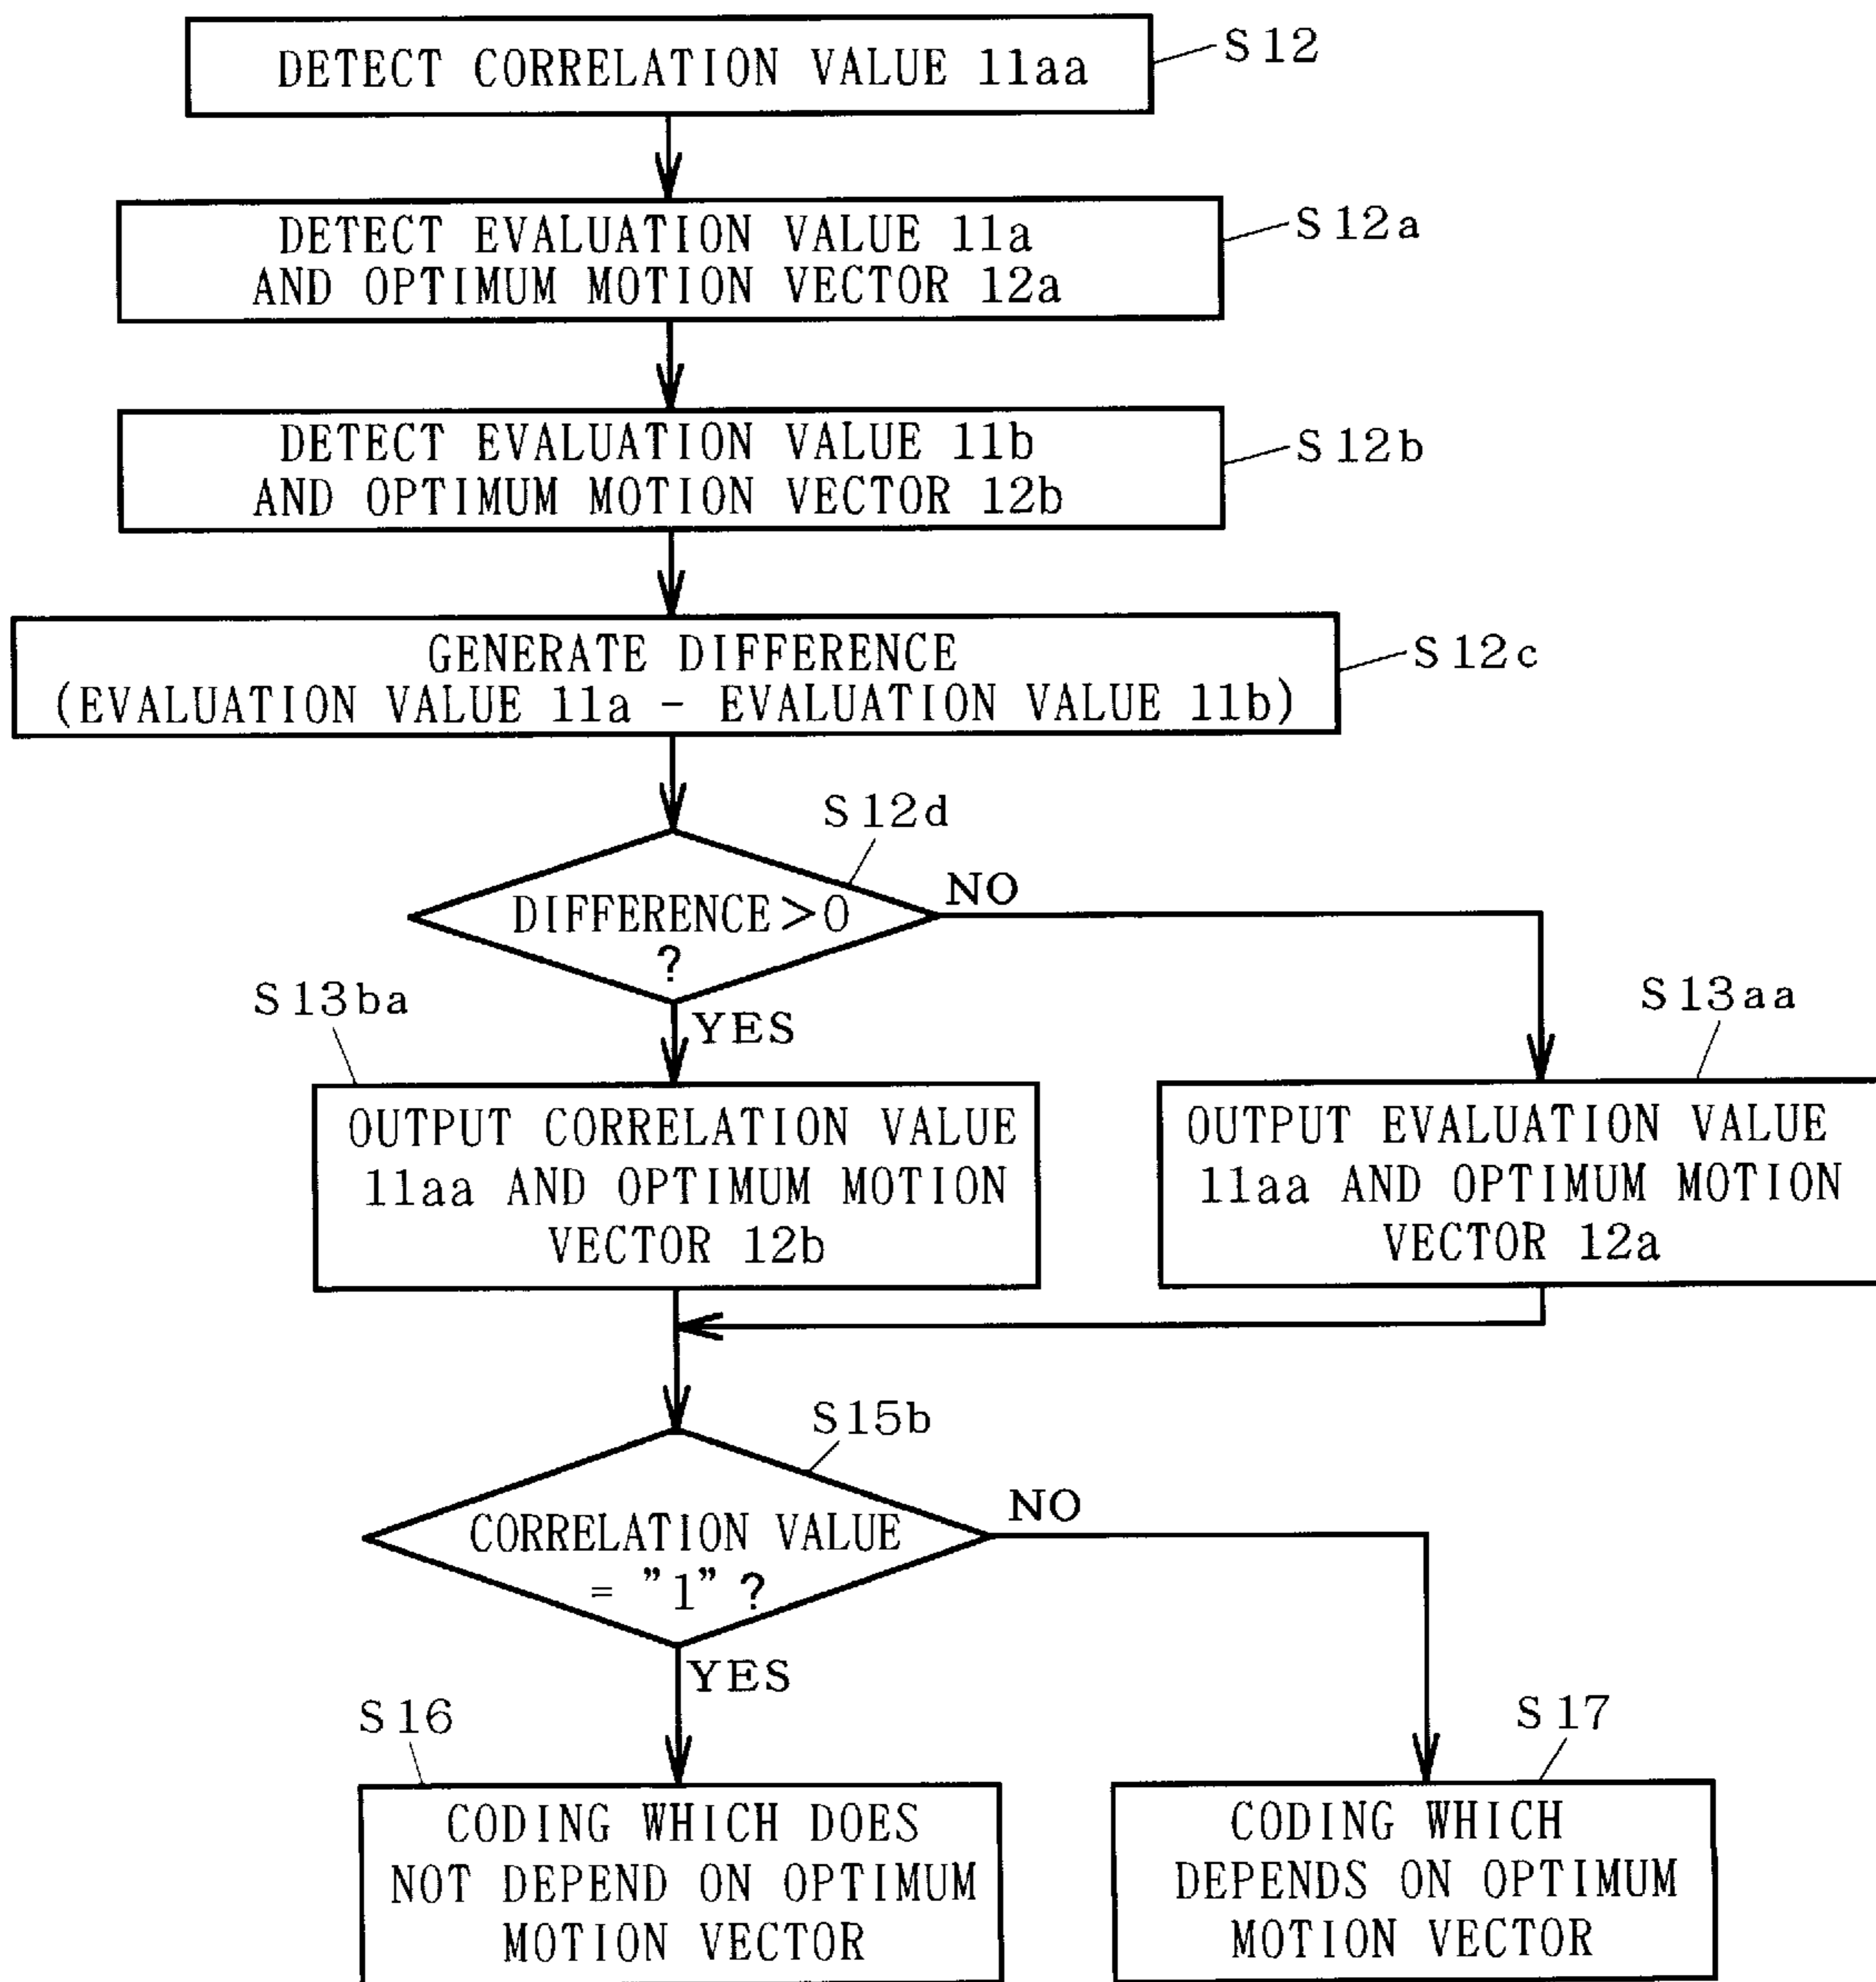 DETECT CORRELATION VALUE 11aa
S12
DETECT EVALUATION VALUE 11a
AND OPTIMUM MOTION VECTOR 12a
S12a
DETECT EVALUATION VALUE 11b
AND OPTIMUM MOTION VECTOR 12b
S12b
GENERATE DIFFERENCE
(EVALUATION VALUE 11a - EVALUATION VALUE 11b)
S12c
S12d
DIFFERENCE>0
?
NO
YES
S13ba
OUTPUT CORRELATION VALUE
11aa AND OPTIMUM MOTION
VECTOR 12b
S13aa
OUTPUT EVALUATION VALUE
11aa AND OPTIMUM MOTION
VECTOR 12a
S15b
CORRELATION VALUE
= "1" ?
NO
YES
S16
CODING WHICH DOES
NOT DEPEND ON OPTIMUM
MOTION VECTOR
S17
CODING WHICH
DEPENDS ON OPTIMUM
MOTION VECTOR